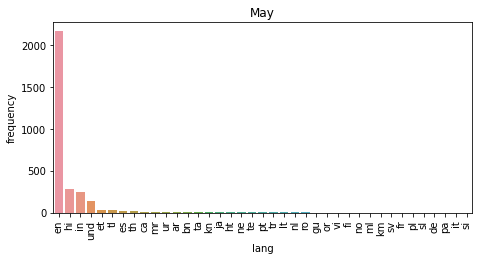 May
frequency
2000
1500
1000
500
0
en hi in und et tl es th ca mr ur ar bn ta kn ja ht ne te pt tr lt nl ro gu or vi fi no ml km sv fr pl sl de pa it si
lang